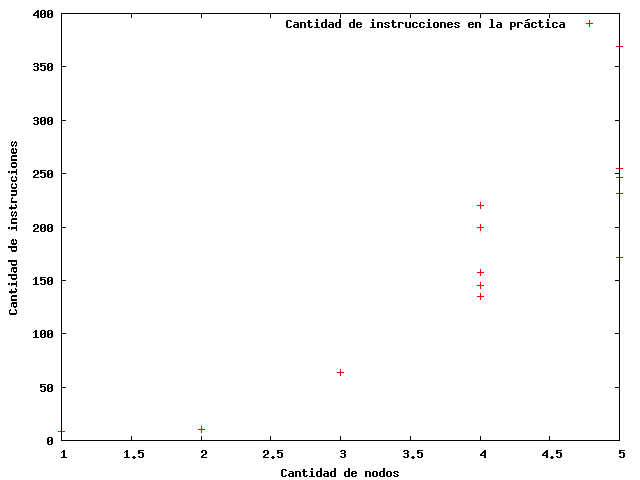 Cantidad de instrucciones en la práctica
400
350
300
250
200
150
100
50
0
Cantidad de instrucciones
1 1.5 2 2.5 3 3.5 4 4.5 5
Cantidad de nodos